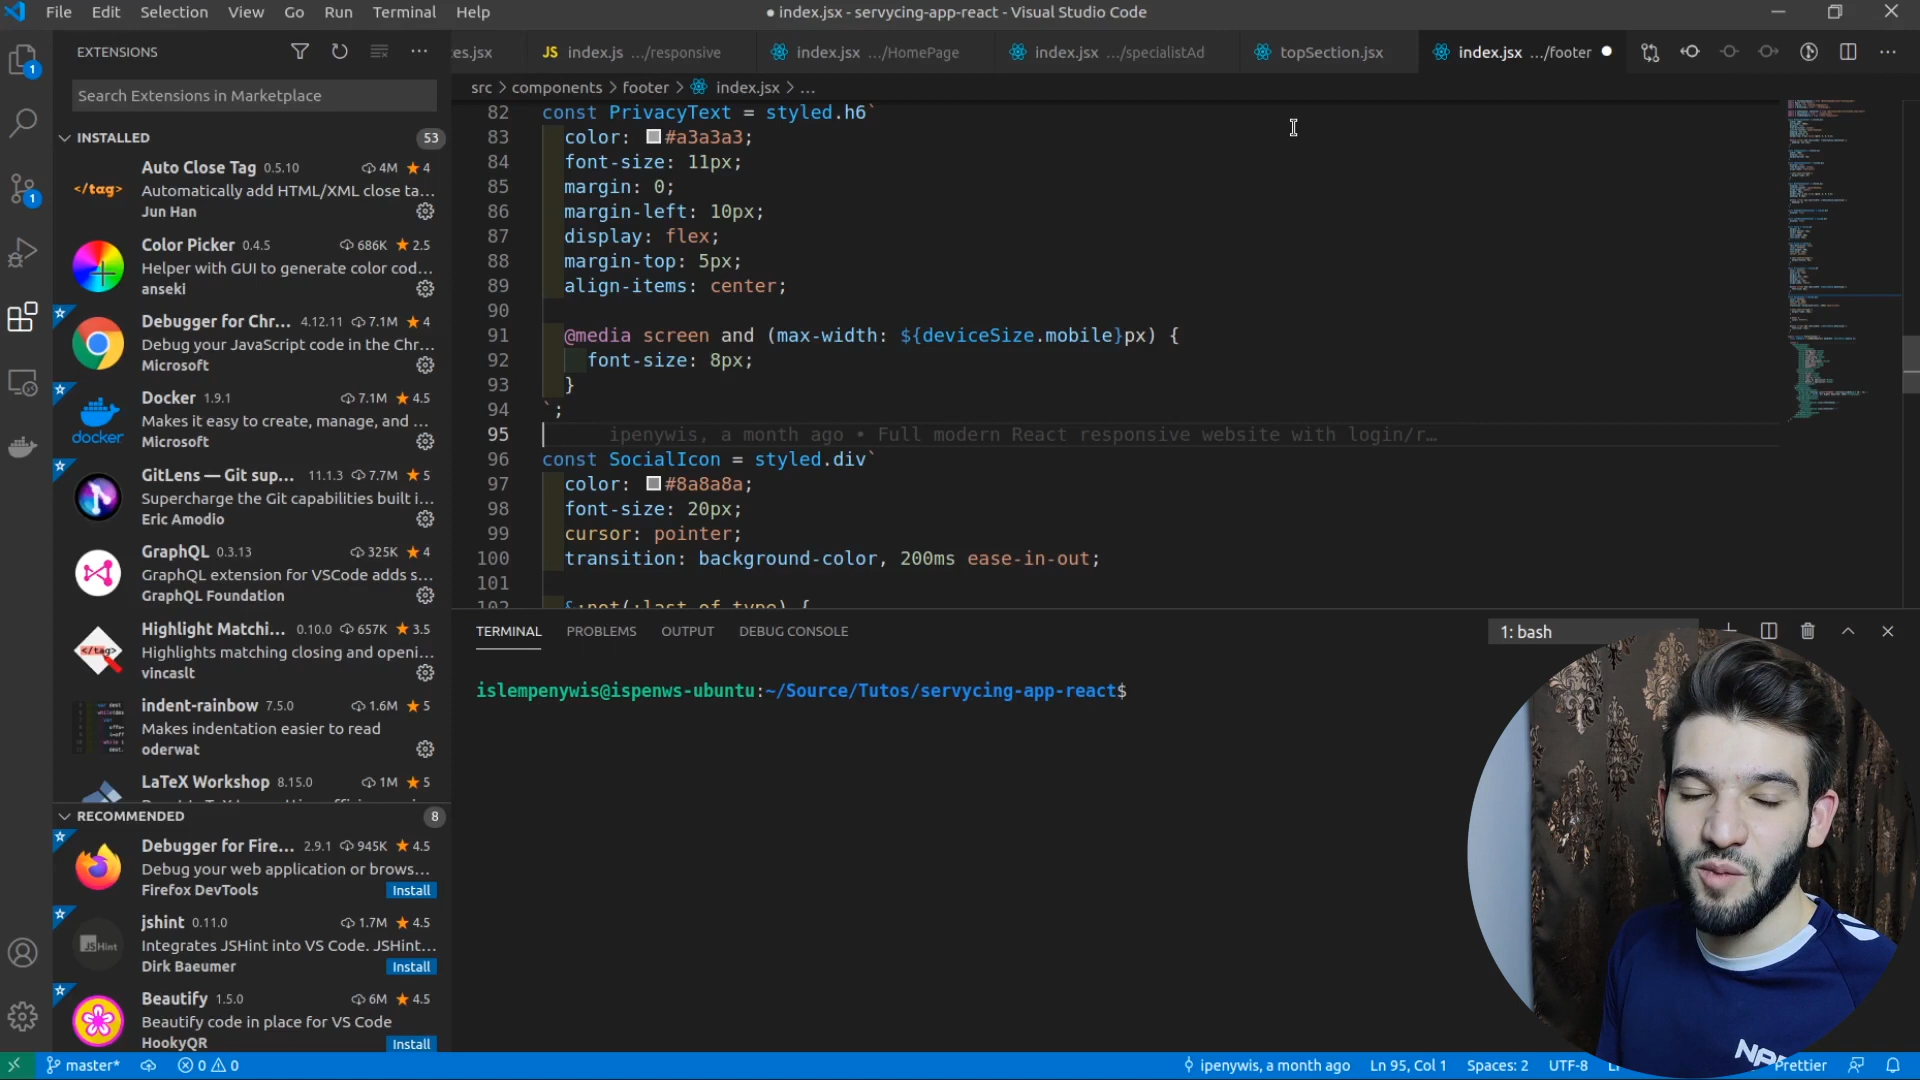 File Edit Selection View Go Run Terminal Help
● index.jsx - servycing-app-react - Visual Studio Code
EXTENSIONS
es.jsx
JS index.js .../responsive
index.jsx .../HomePage
index.jsx .../specialistAd
topSection.jsx
index.jsx .../footer
Search Extensions in Marketplace
src > components > footer > index.jsx > ...
INSTALLED 53
Auto Close Tag 0.5.10 4M 4
</tag>
Automatically add HTML/XML close ta...
Jun Han
Color Picker 0.4.5 686K 2.5
Helper with GUI to generate color cod...
anseki
Debugger for Chr... 4.12.11 7.1M 4
Debug your JavaScript code in the Chr...
Microsoft
Docker 1.9.1 7.1M 4.5
docker
Makes it easy to create, manage, and ...
Microsoft
GitLens — Git sup... 11.1.3 7.7M 5
Supercharge the Git capabilities built i...
Eric Amodio
GraphQL 0.3.13 325K 4
GraphQL extension for VSCode adds s...
GraphQL Foundation
Highlight Matchi... 0.10.0 657K 3.5
</tag>
Highlights matching closing and openi...
vincaslt
indent-rainbow 7.5.0 1.6M 5
Makes indentation easier to read
oderwat
LaTeX Workshop 8.15.0 1M 5
RECOMMENDED 8
Debugger for Fire... 2.9.1 945K 4.5
Debug your web application or brows...
Firefox DevTools Install
jshint 0.11.0 1.7M 4.5
JSHint
Integrates JSHint into VS Code. JSHint...
Dirk Baeumer Install
Beautify 1.5.0 6M 4.5
Beautify code in place for VS Code
HookyQR Install
82 const PrivacyText = styled.h6`
83 color: #a3a3a3;
84 font-size: 11px;
85 margin: 0;
86 margin-left: 10px;
87 display: flex;
88 margin-top: 5px;
89 align-items: center;
90
91 @media screen and (max-width: ${deviceSize.mobile}px) {
92 font-size: 8px;
93 }
94 `;
95 ipenywis, a month ago • Full modern React responsive website with login/r…
96 const SocialIcon = styled.div`
97 color: #8a8a8a;
98 font-size: 20px;
99 cursor: pointer;
100 transition: background-color, 200ms ease-in-out;
101
102 &:not(:last-of-type) {
TERMINAL PROBLEMS OUTPUT DEBUG CONSOLE
1: bash
islempenywis@ispenws-ubuntu:~/Source/Tutos/servycing-app-react$
master* 0 0
ipenywis, a month ago Ln 95, Col 1 Spaces: 2 UTF-8 Prettier